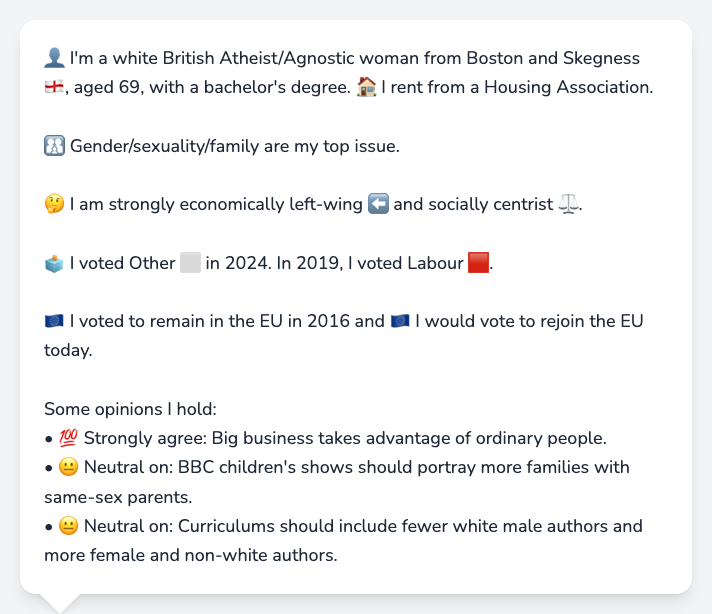 👤 I'm a white British Atheist/Agnostic woman from Boston and Skegness
🏴󠁧󠁢󠁥󠁮󠁧󠁿, aged 69, with a bachelor's degree. 🏠 I rent from a Housing Association.
🚻 Gender/sexuality/family are my top issue.
🤔 I am strongly economically left-wing ⬅️ and socially centrist ⚖️.
🗳️ I voted Other ⬜ in 2024. In 2019, I voted Labour 🟥.
🇪🇺 I voted to remain in the EU in 2016 and 🇪🇺 I would vote to rejoin the EU
today.
Some opinions I hold:
• 💯 Strongly agree: Big business takes advantage of ordinary people.
• 😐 Neutral on: BBC children's shows should portray more families with
same-sex parents.
• 😐 Neutral on: Curriculums should include fewer white male authors and
more female and non-white authors.